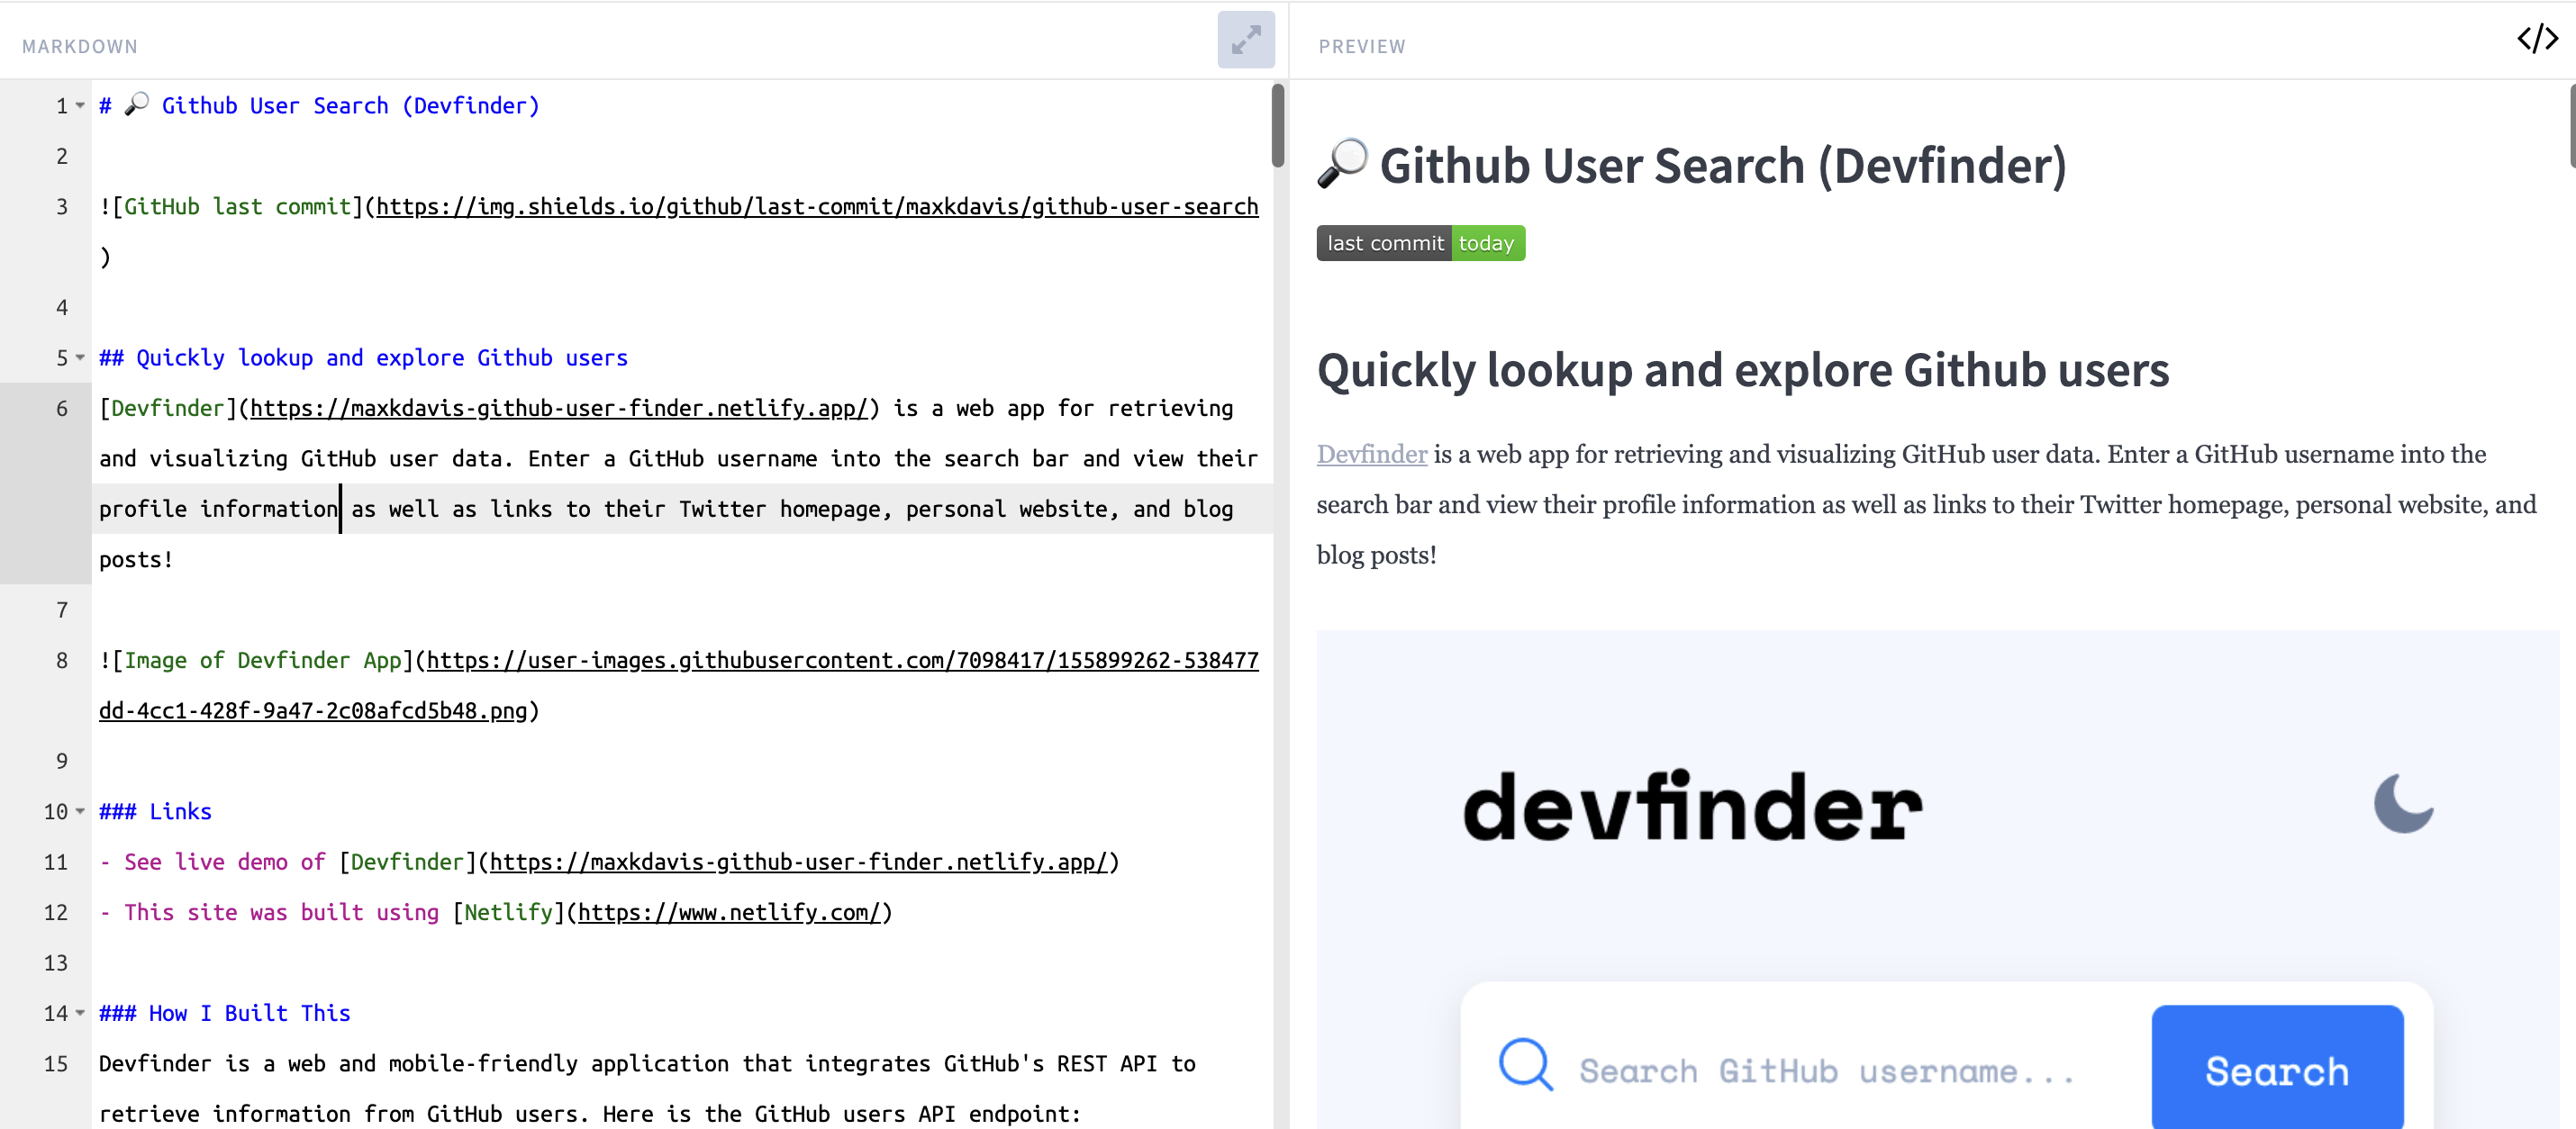 MARKDOWN
1 # 🔎 Github User Search (Devfinder)
2
3 ![GitHub last commit](https://img.shields.io/github/last-commit/maxkdavis/github-user-search
)
4
5 ## Quickly lookup and explore Github users
6 [Devfinder](https://maxkdavis-github-user-finder.netlify.app/) is a web app for retrieving
and visualizing GitHub user data. Enter a GitHub username into the search bar and view their
profile information as well as links to their Twitter homepage, personal website, and blog
posts!
7
8 ![Image of Devfinder App](https://user-images.githubusercontent.com/7098417/155899262-538477
dd-4cc1-428f-9a47-2c08afcd5b48.png)
9
10 ### Links
11 - See live demo of [Devfinder](https://maxkdavis-github-user-finder.netlify.app/)
12 - This site was built using [Netlify](https://www.netlify.com/)
13
14 ### How I Built This
15 Devfinder is a web and mobile-friendly application that integrates GitHub's REST API to
retrieve information from GitHub users. Here is the GitHub users API endpoint:
PREVIEW
</>
🔎 Github User Search (Devfinder)
last commit today
Quickly lookup and explore Github users
Devfinder is a web app for retrieving and visualizing GitHub user data. Enter a GitHub username into the
search bar and view their profile information as well as links to their Twitter homepage, personal website, and
blog posts!
devfinder
Search GitHub username...
Search